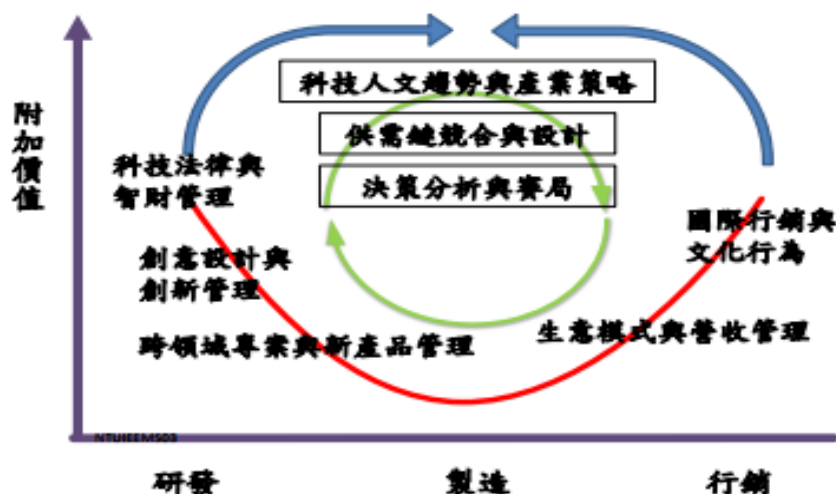 附加價值
科技人文趨勢與產業策略
供需鏈競合與設計
決策分析與賽局
科技法律與
智財管理
創意設計與
創新管理
跨領域專案與新產品管理
國際行銷與
文化行為
生意模式與營收管理
NTUIEEMS03
研發
製造
行銷